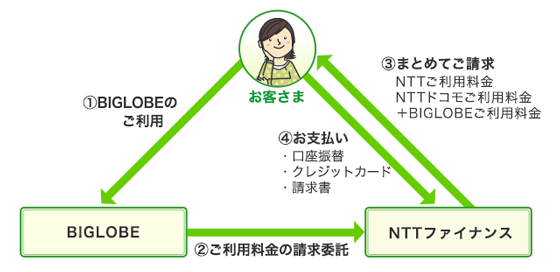 お客さま
①BIGLOBEの
ご利用
③まとめてご請求
NTTご利用料金
NTTドコモご利用料金
＋BIGLOBEご利用料金
④お支払い
・口座振替
・クレジットカード
・請求書
BIGLOBE
②ご利用料金の請求委託
NTTファイナンス